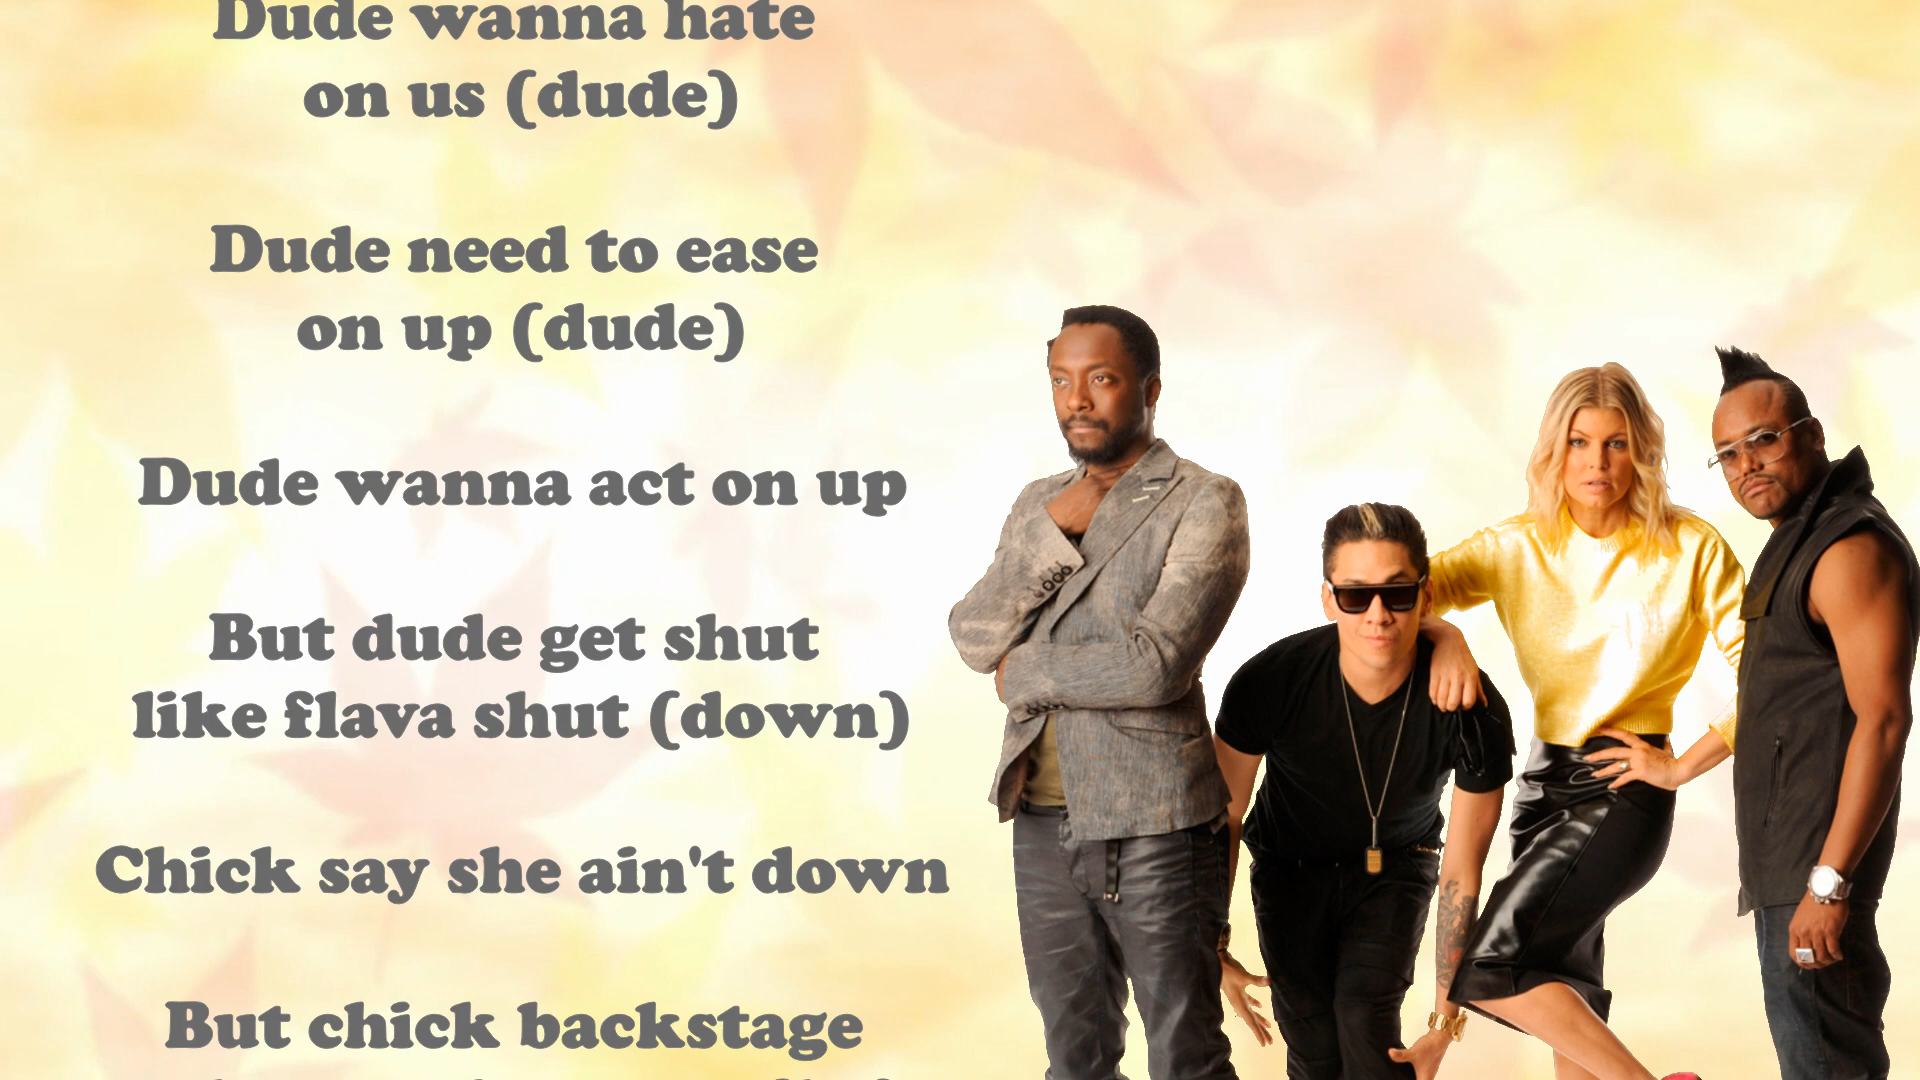 Dude wanna hate
on us (dude)
Dude need to ease
on up (dude)
Dude wanna act on up
But dude get shut
like flava shut (down)
Chick say she ain't down
But chick backstage